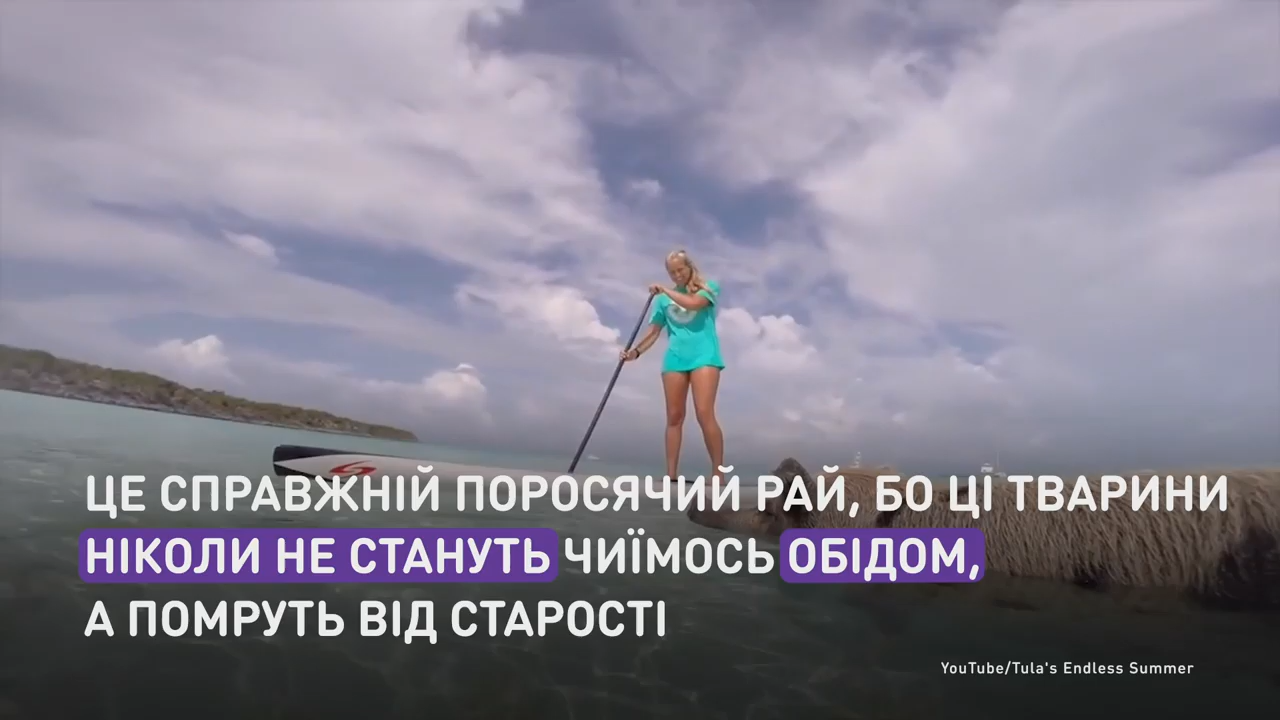 ЦЕ СПРАВЖНІЙ ПОРОСЯЧИЙ РАЙ, БО ЦІ ТВАРИНИ
НІКОЛИ НЕ СТАНУТЬ ЧИЇМОСЬ ОБІДОМ,
А ПОМРУТЬ ВІД СТАРОСТІ
YouTube/Tula's Endless Summer